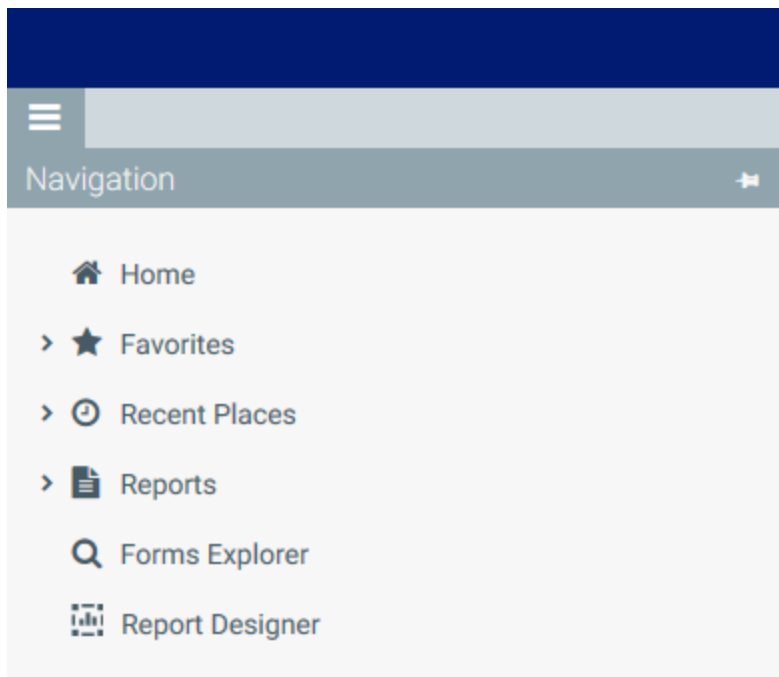 Navigation
Home
Favorites
Recent Places
Reports
Forms Explorer
Report Designer